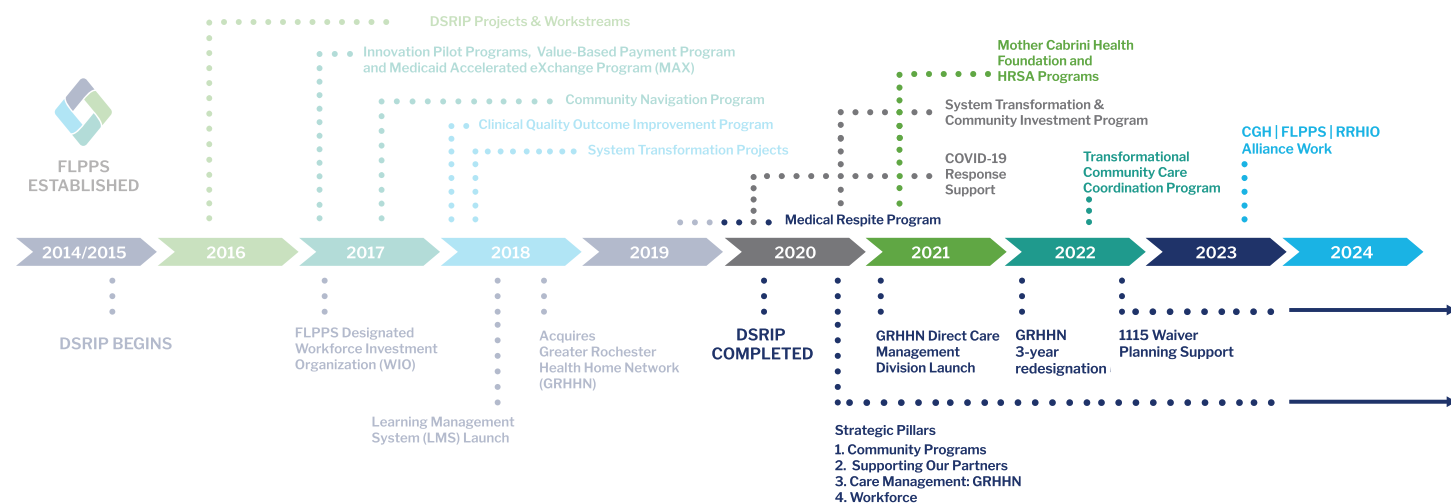 DSRIP Projects & Workstreams
Innovation Pilot Programs, Value-Based Payment Program
and Medicaid Accelerated eXchange Program (MAX)
Community Navigation Program
Clinical Quality Outcome Improvement Program
System Transformation Projects
Mother Cabrini Health
Foundation and
HRSA Programs
System Transformation &
Community Investment Program
COVID-19
Response
Support
Transformational
Community Care
Coordination Program
CGH | FLPPS | RRHIO
Alliance Work
FLPPS
ESTABLISHED
Medical Respite Program
2014/2015
2016
2017
2018
2019
2020
2021
2022
2023
2024
DSRIP BEGINS
FLPPS Designated
Workforce Investment
Organization (WIO)
Learning Management
System (LMS) Launch
Acquires
Greater Rochester
Health Home Network
(GRHHN)
DSRIP
COMPLETED
GRHHN Direct Care
Management
Division Launch
GRHHN
3-year
redesignation
1115 Waiver
Planning Support
Strategic Pillars
1. Community Programs
2. Supporting Our Partners
3. Care Management: GRHHN
4. Workforce